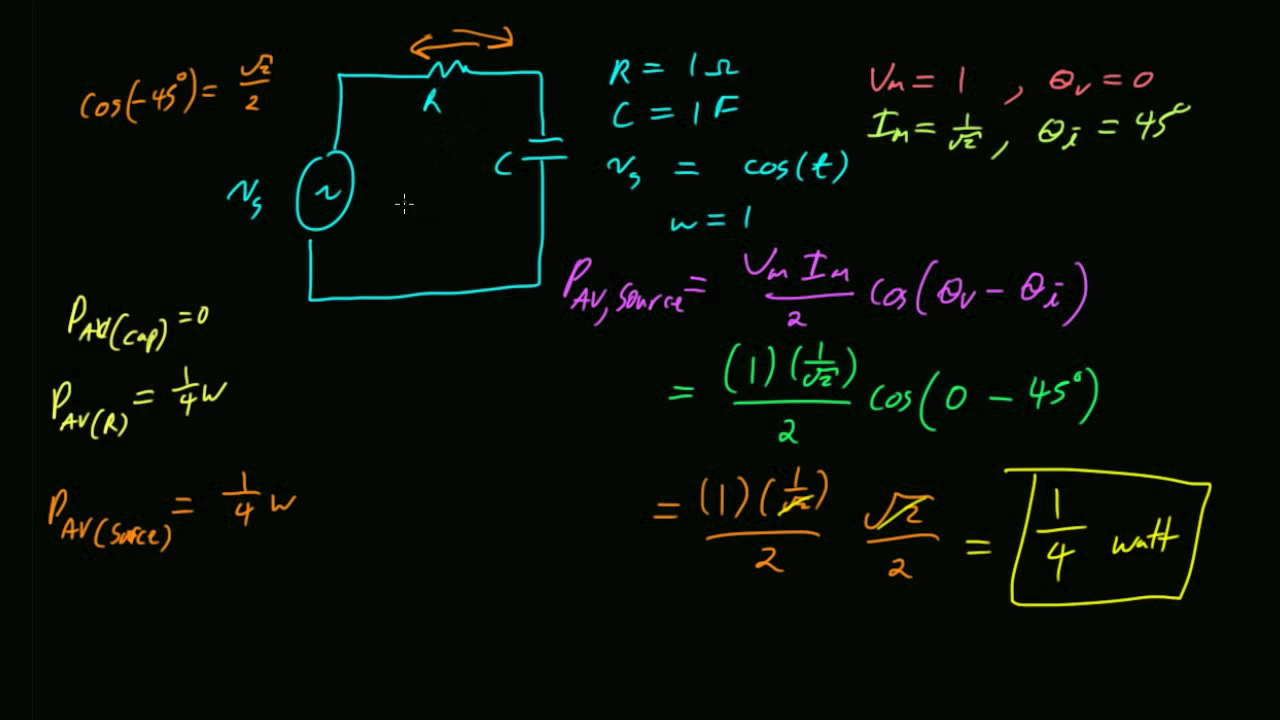 cos(-45°) = √2/2
R
C
Vs
R = 1Ω
C = 1F
Vs = cos(t)
w = 1
Vm = 1 , θv = 0
Im = 1/√2 , θi = 45°
PAV(cap) = 0
PAV(R) = 1/4 W
PAV(Source) = 1/4 W
PAV, Source = Vm Im/2 cos(θv - θi)
= (1)(1/√2)/2 cos(0 - 45°)
= (1)(1/√2)/2 √2/2 = 1/4 watt